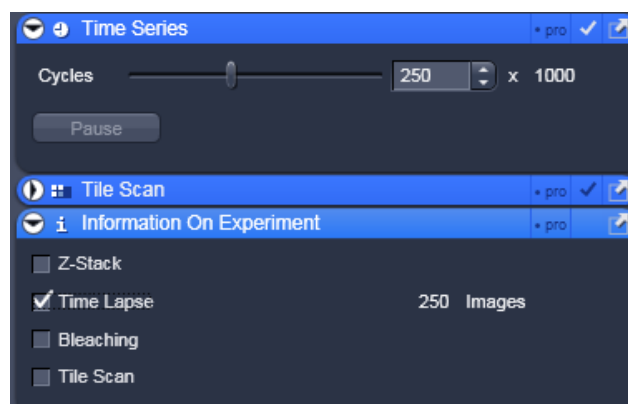 Time Series • pro
Cycles 250 x 1000
Pause
Tile Scan • pro
i Information On Experiment • pro
Z-Stack
Time Lapse 250 Images
Bleaching
Tile Scan